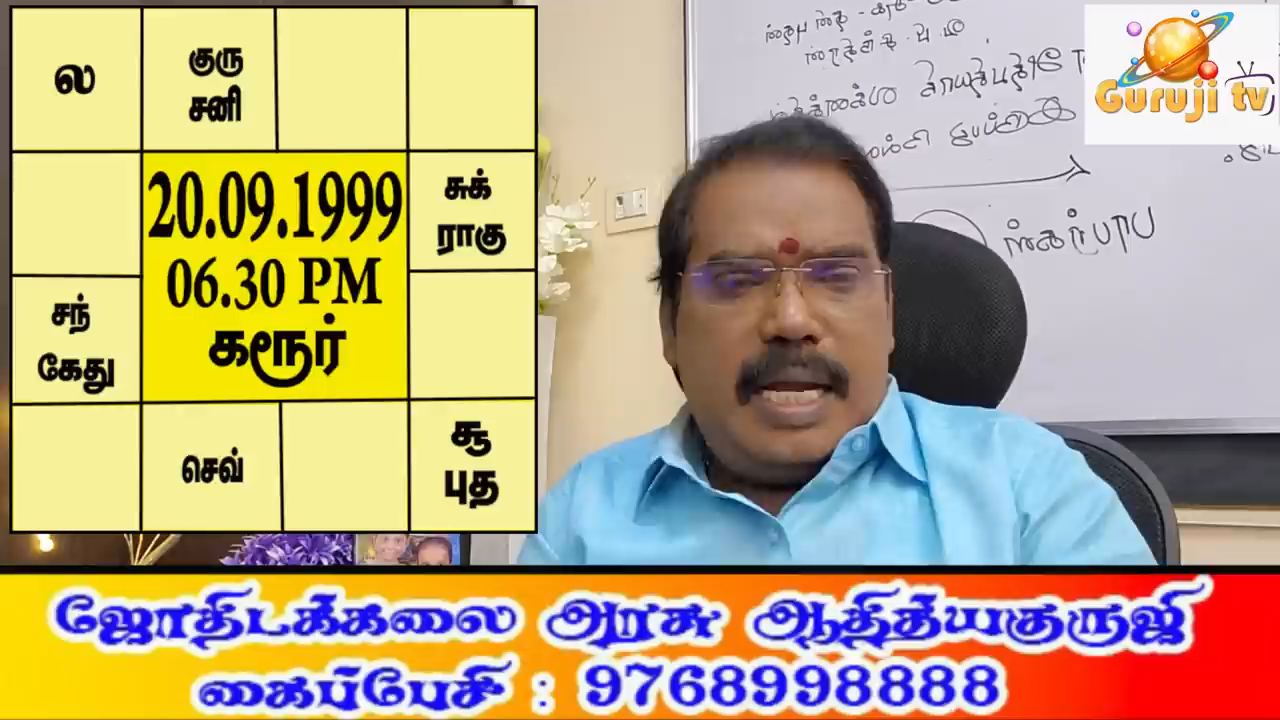 ல
குரு
சனி
20.09.1999
06.30 PM
கரூர்
சுக்
ராகு
சந்
கேது
செவ்
சூ
புத
Guruji tv
ஜோதிடக்கலை அரசு ஆதித்யகுருஜி
கைப்பேசி : 9768998888